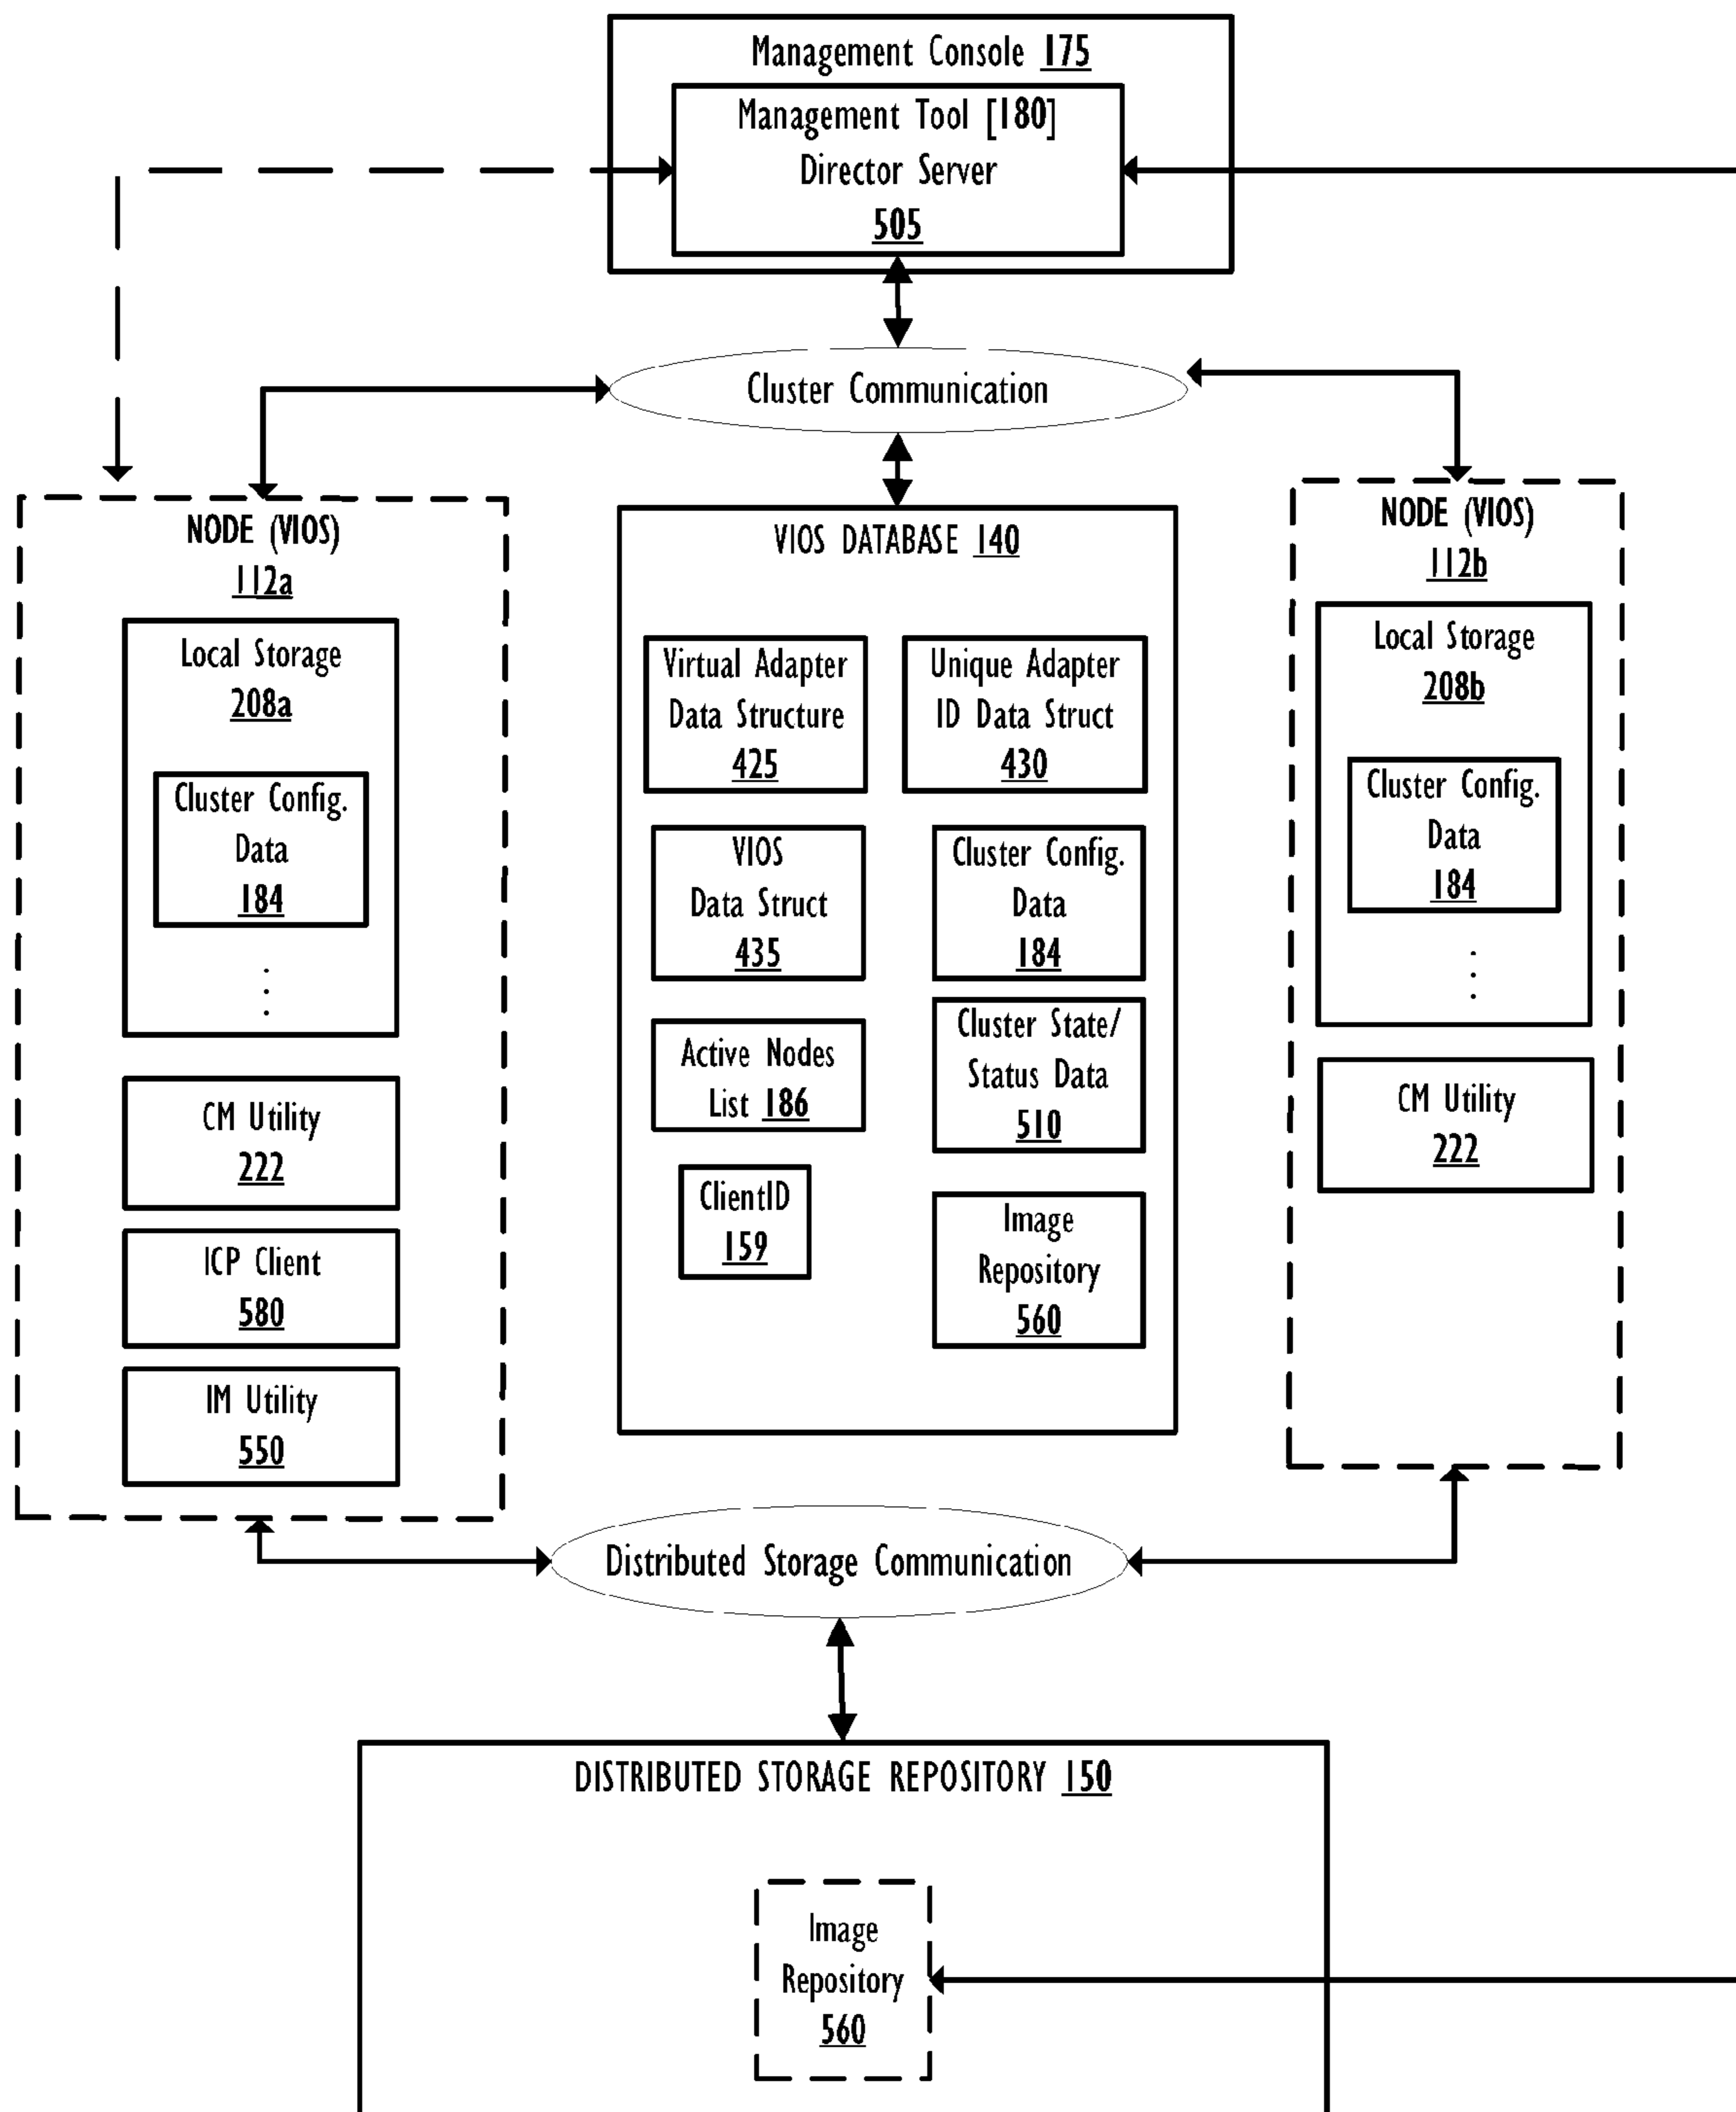 Management Console 175
Management Tool [180]
Director Server
505
Cluster Communication
NODE (VIOS)
112a
Local Storage
208a
Cluster Config.
Data
184
CM Utility
222
ICP Client
580
IM Utility
550
VIOS DATABASE 140
Virtual Adapter
Data Structure
425
Unique Adapter
ID Data Struct
430
VIOS
Data Struct
435
Cluster Config.
Data
184
Active Nodes
List 186
Cluster State/
Status Data
510
ClientID
159
Image
Repository
560
NODE (VIOS)
112b
Local Storage
208b
Cluster Config.
Data
184
CM Utility
222
Distributed Storage Communication
DISTRIBUTED STORAGE REPOSITORY 150
Image
Repository
560